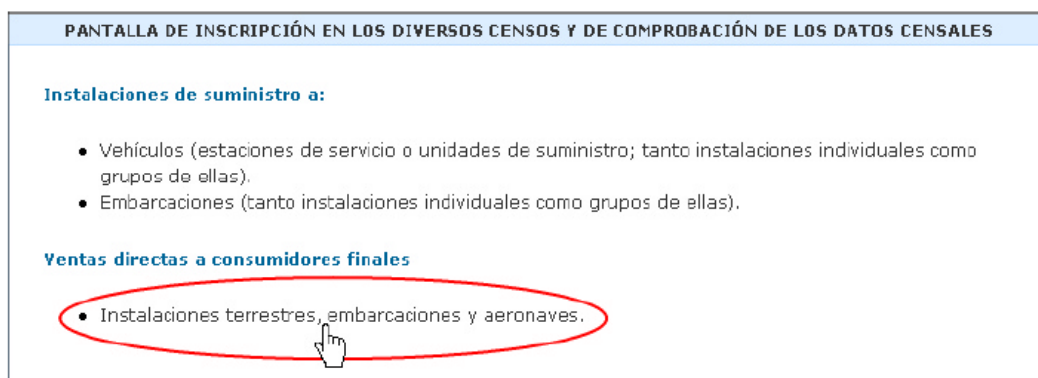 PANTALLA DE INSCRIPCIÓN EN LOS DIVERSOS CENSOS Y DE COMPROBACIÓN DE LOS DATOS CENSALES
Instalaciones de suministro a:
• Vehículos (estaciones de servicio o unidades de suministro; tanto instalaciones individuales como
grupos de ellas).
• Embarcaciones (tanto instalaciones individuales como grupos de ellas).
Ventas directas a consumidores finales
• Instalaciones terrestres, embarcaciones y aeronaves.